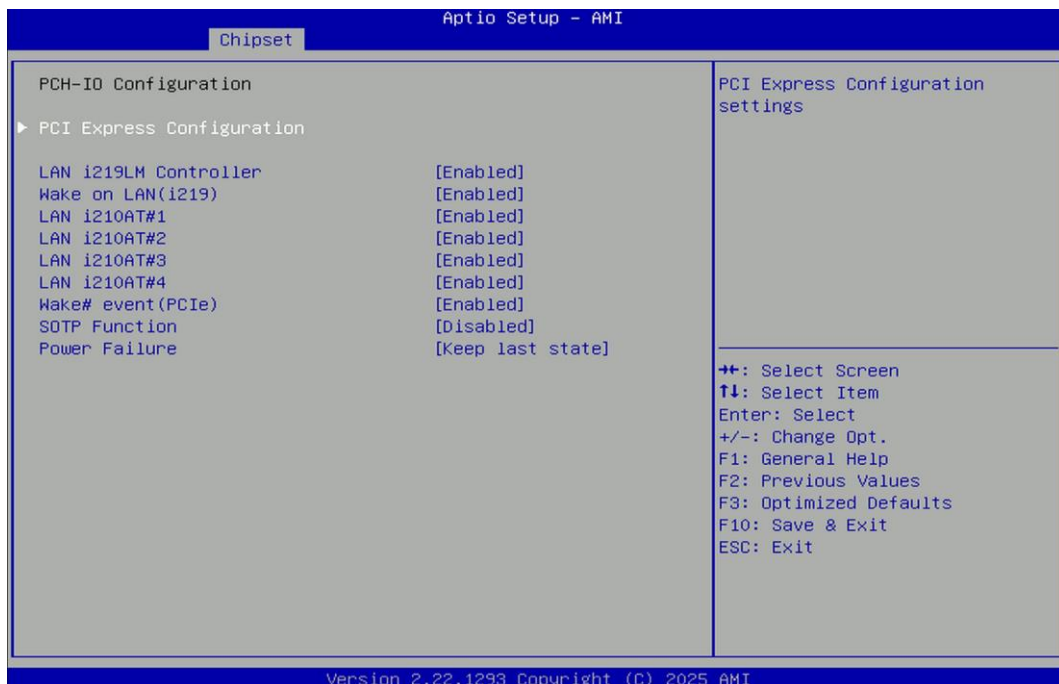 Aptio Setup – AMI
Chipset
PCH-IO Configuration
PCI Express Configuration
LAN i219LM Controller [Enabled]
Wake on LAN(i219) [Enabled]
LAN i210AT#1 [Enabled]
LAN i210AT#2 [Enabled]
LAN i210AT#3 [Enabled]
LAN i210AT#4 [Enabled]
Wake# event(PCIe) [Enabled]
SOTP Function [Disabled]
Power Failure [Keep last state]
PCI Express Configuration
settings
→←: Select Screen
↑↓: Select Item
Enter: Select
+/-: Change Opt.
F1: General Help
F2: Previous Values
F3: Optimized Defaults
F10: Save & Exit
ESC: Exit
Version 2.22.1293 Copyright (C) 2025 AMI